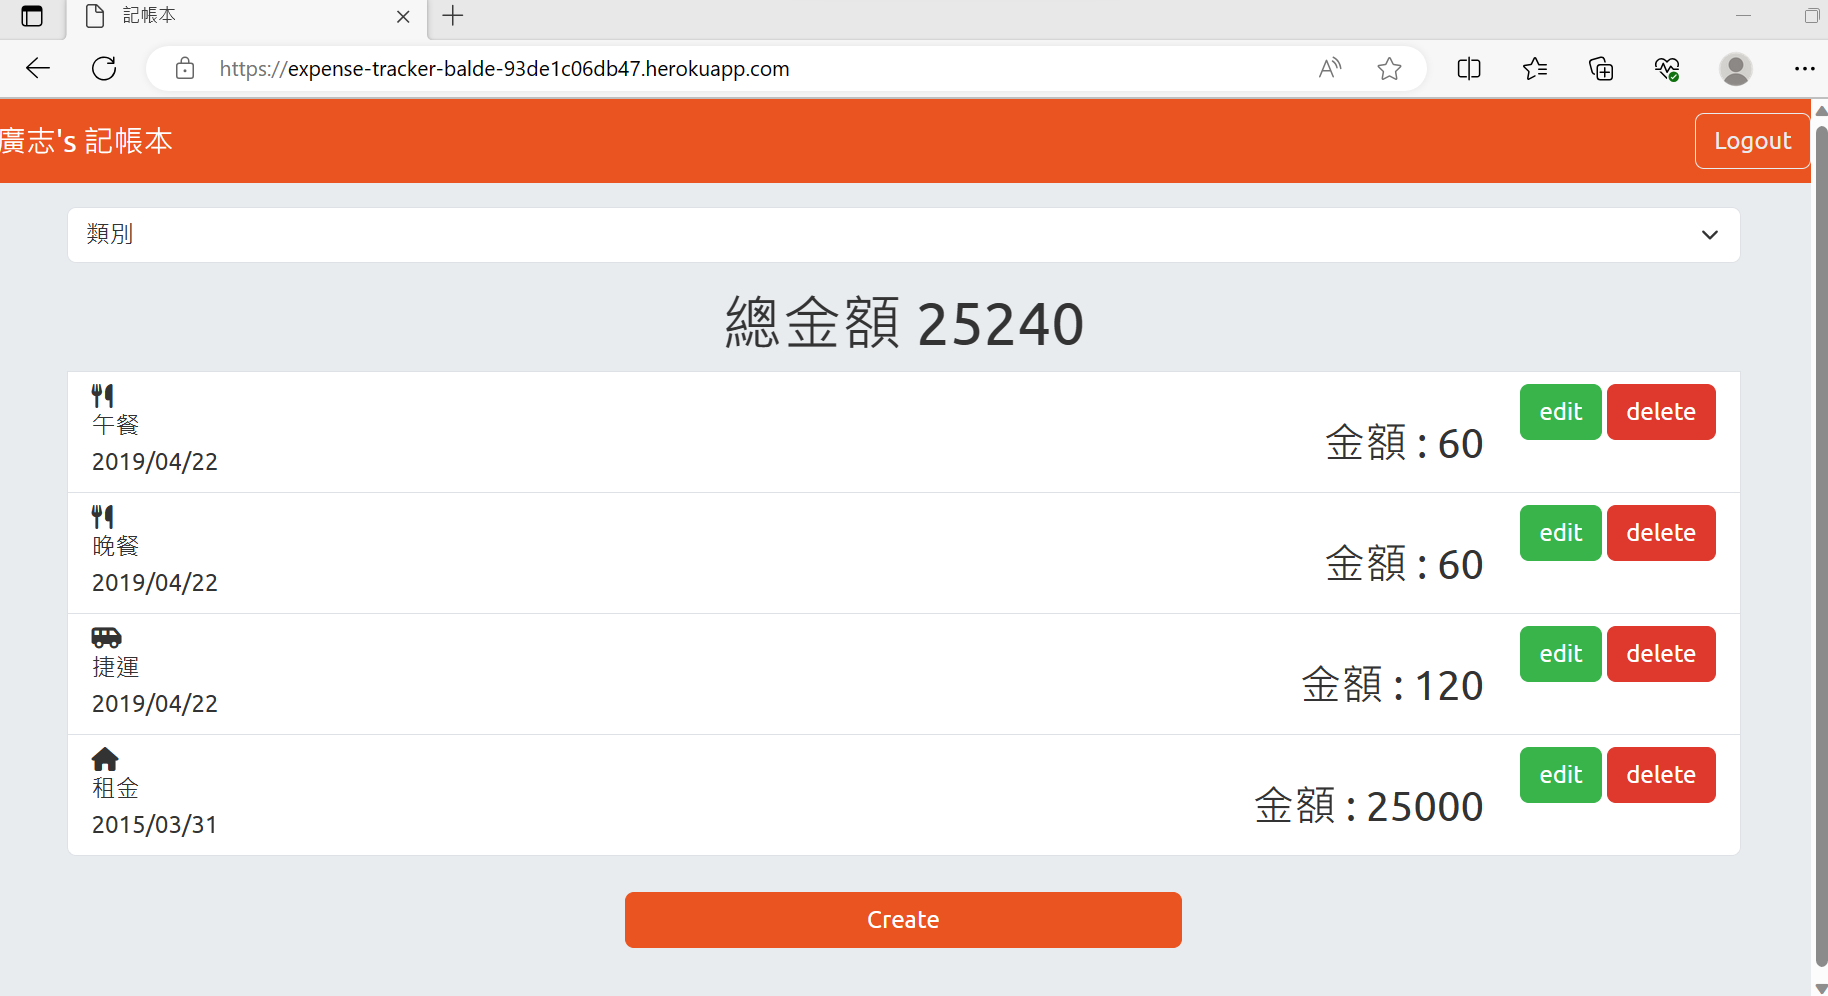 記帳本
https://expense-tracker-balde-93de1c06db47.herokuapp.com
廣志's 記帳本
Logout
類別
總金額 25240
午餐
2019/04/22
金額 : 60
edit
delete
晚餐
2019/04/22
金額 : 60
edit
delete
捷運
2019/04/22
金額 : 120
edit
delete
租金
2015/03/31
金額 : 25000
edit
delete
Create